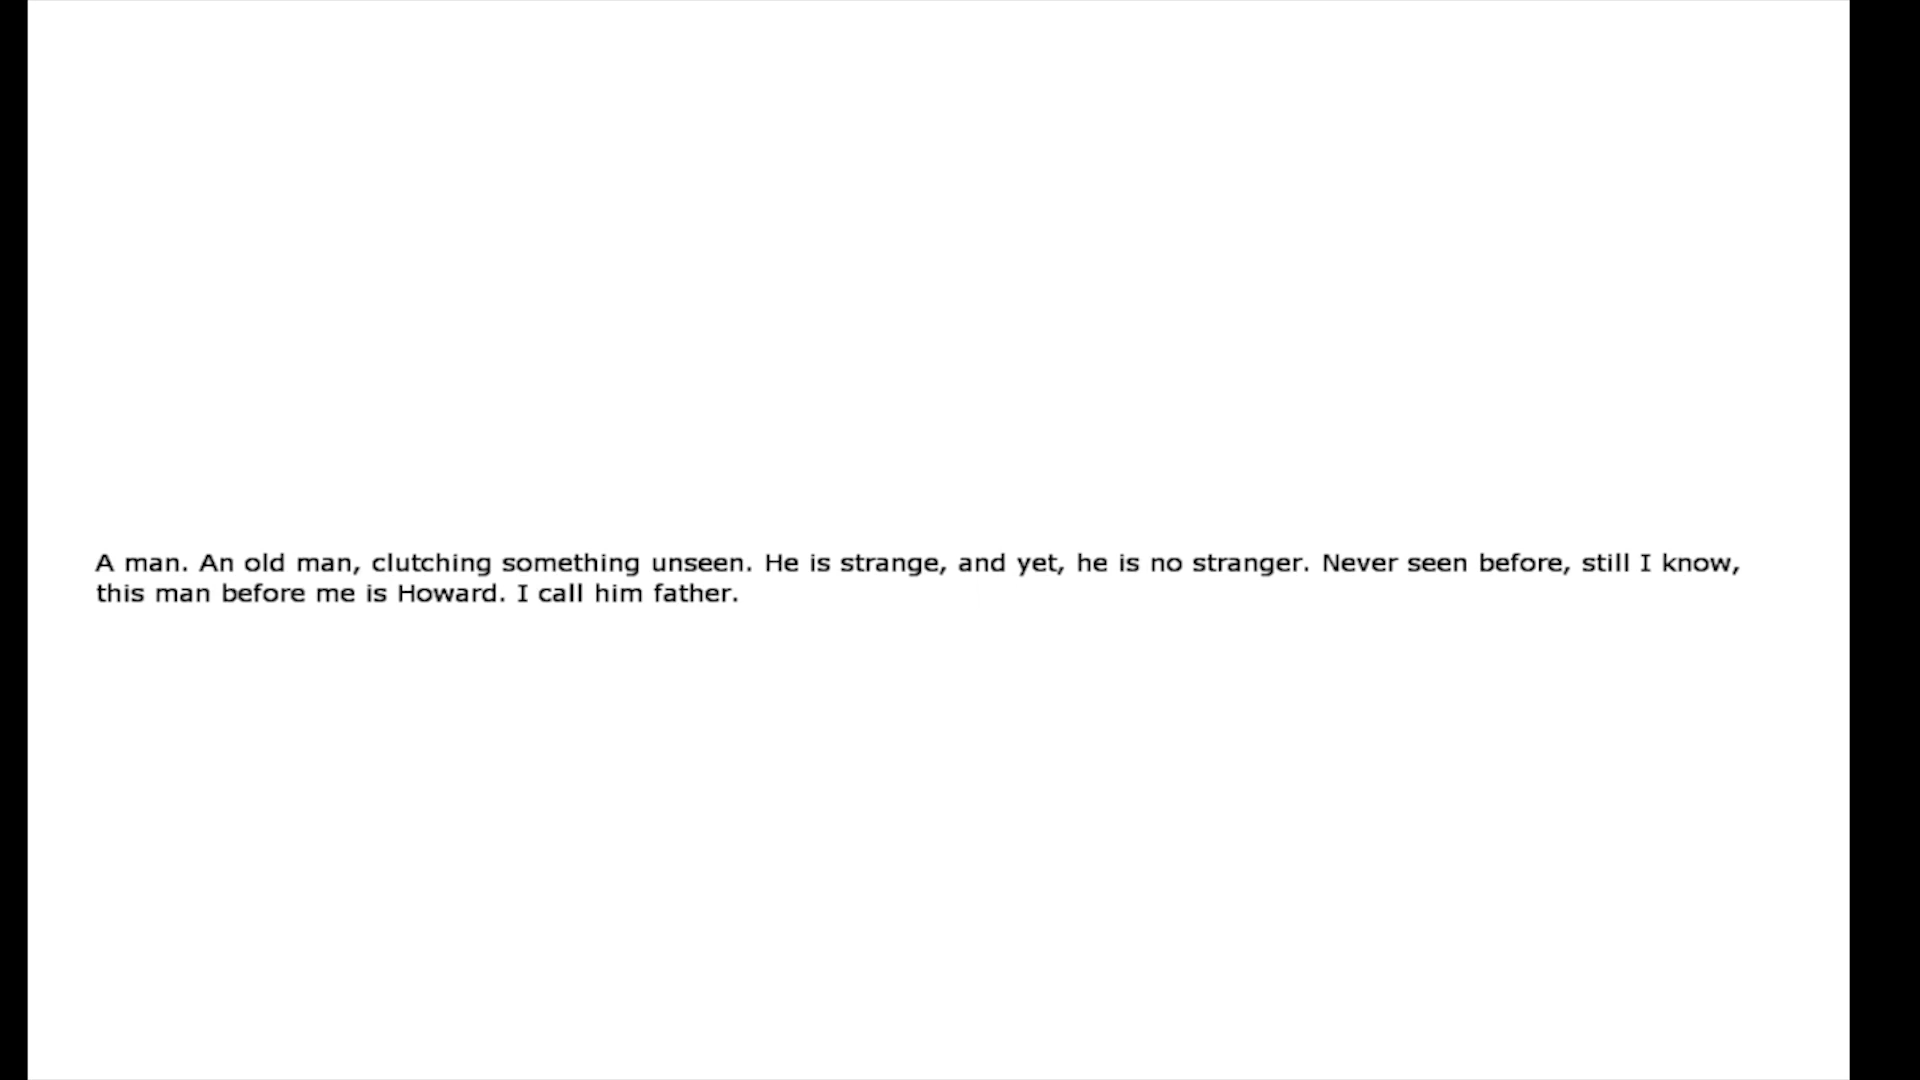 A man. An old man, clutching something unseen. He is strange, and yet, he is no stranger. Never seen before, still I know,
this man before me is Howard. I call him father.